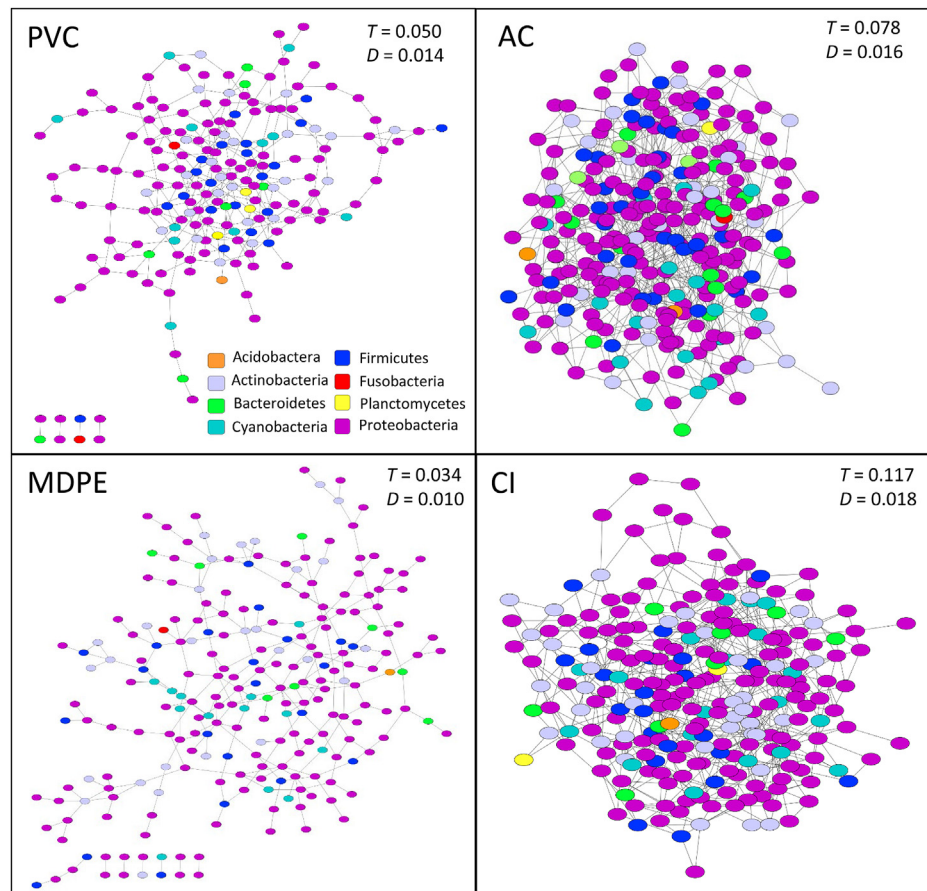 PVC
T = 0.050
D = 0.014
Acidobactera
Actinobacteria
Bacteroidetes
Cyanobacteria
Firmicutes
Fusobacteria
Planctomycetes
Proteobacteria
AC
T = 0.078
D = 0.016
MDPE
T = 0.034
D = 0.010
CI
T = 0.117
D = 0.018